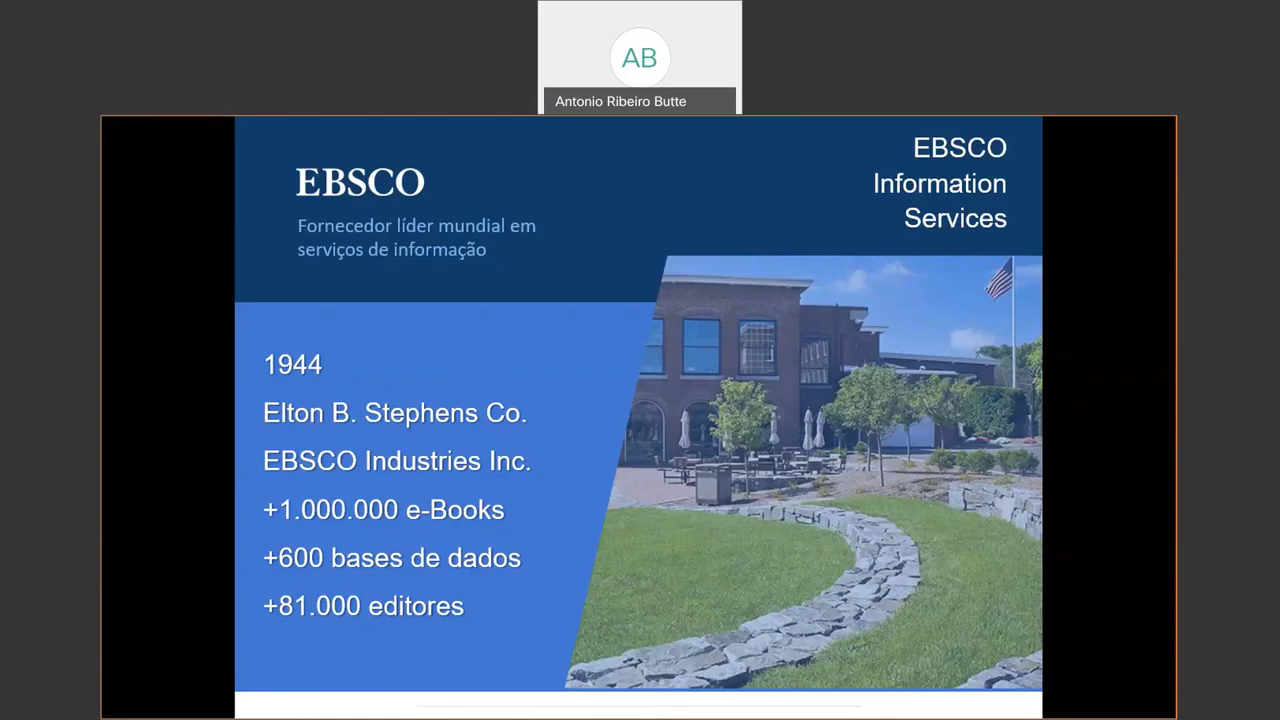 AB
Antonio Ribeiro Butte
EBSCO
Fornecedor líder mundial em
serviços de informação
EBSCO
Information
Services
1944
Elton B. Stephens Co.
EBSCO Industries Inc.
+1.000.000 e-Books
+600 bases de dados
+81.000 editores